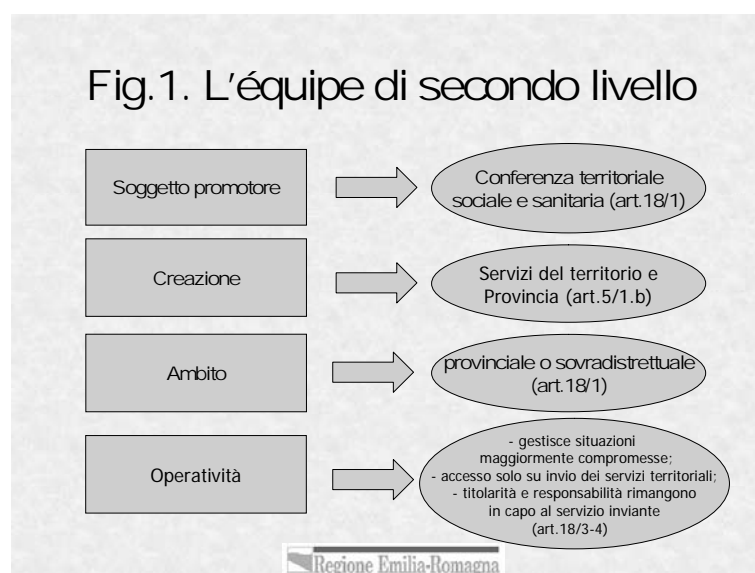 Fig.1. L'équipe di secondo livello
Soggetto promotore
Conferenza territoriale
sociale e sanitaria (art.18/1)
Creazione
Servizi del territorio e
Provincia (art.5/1.b)
Ambito
provinciale o sovradistrettuale
(art.18/1)
Operatività
- gestisce situazioni
maggiormente compromesse;
- accesso solo su invio dei servizi territoriali;
- titolarità e responsabilità rimangono
in capo al servizio inviante
(art.18/3-4)
Regione Emilia-Romagna